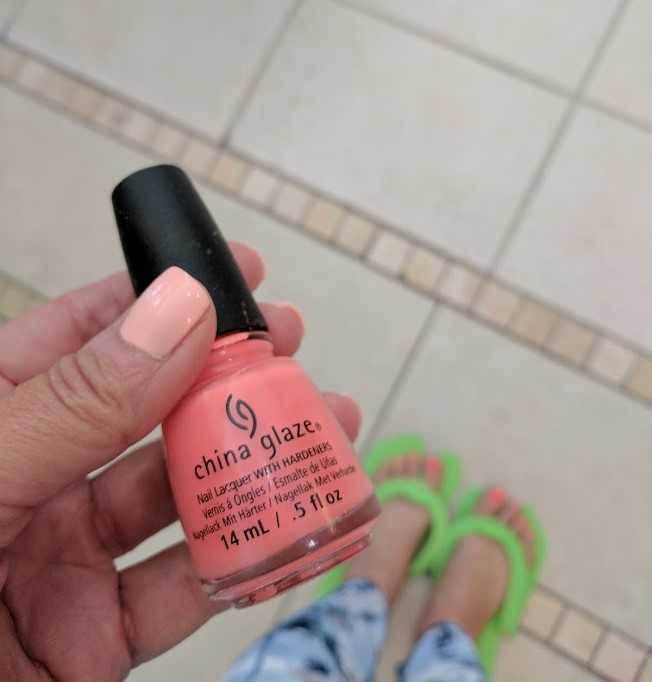 china glaze®
Nail Lacquer WITH HARDENERS
Vernis á Ongles / Esmalte de Uñas
Nagellack Mit Härter / Nagellak Met Verharder
14 mL / .5 fl oz